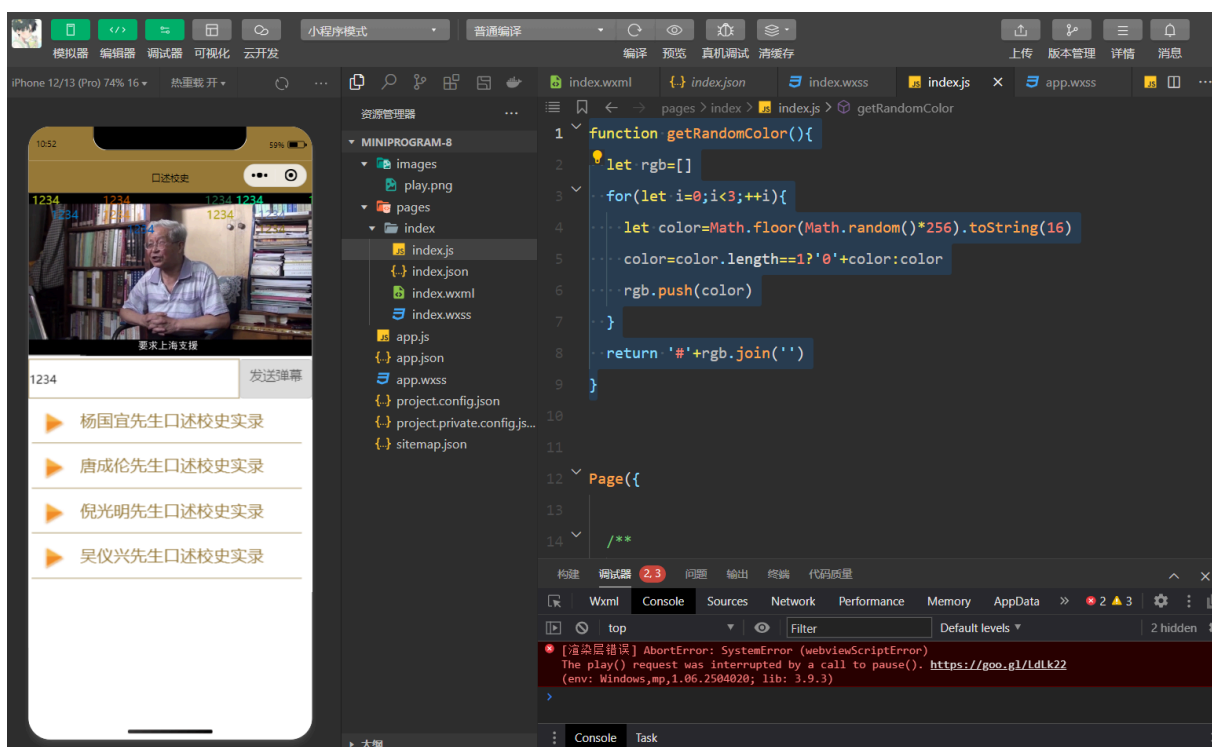 小程序模式
普通编译
模拟器 编辑器 调试器 可视化 云开发
编译 预览 真机调试 清缓存
上传 版本管理 详情 消息
iPhone 12/13 (Pro) 74% 16
热重载 开
10:52
59%
口述校史
1234 1234 1234 1234
1234 1234 1234 1234
要求上海支援
1234
发送弹幕
杨国宜先生口述校史实录
唐成伦先生口述校史实录
倪光明先生口述校史实录
吴仪兴先生口述校史实录
资源管理器
MINIPROGRAM-8
images
play.png
pages
index
index.js
index.json
index.wxml
index.wxss
app.js
app.json
app.wxss
project.config.json
project.private.config.js...
sitemap.json
大纲
index.wxml
index.json
index.wxss
index.js
app.wxss
pages > index > index.js > getRandomColor
1 function getRandomColor(){
2 let rgb=[]
3 for(let i=0;i<3;++i){
4 let color=Math.floor(Math.random()*256).toString(16)
5 color=color.length==1?'0'+color:color
6 rgb.push(color)
7 }
8 return '#'+rgb.join('')
9 }
10
11
12 Page({
13
14 /**
构建 调试器 2, 3 问题 输出 终端 代码质量
Wxml Console Sources Network Performance Memory AppData » 2 3
top
Filter
Default levels
2 hidden
[渲染层错误] AbortError: SystemError (webviewScriptError)
The play() request was interrupted by a call to pause(). https://goo.gl/LdLk22
(env: Windows,mp,1.06.2504020; lib: 3.9.3)
>
Console Task